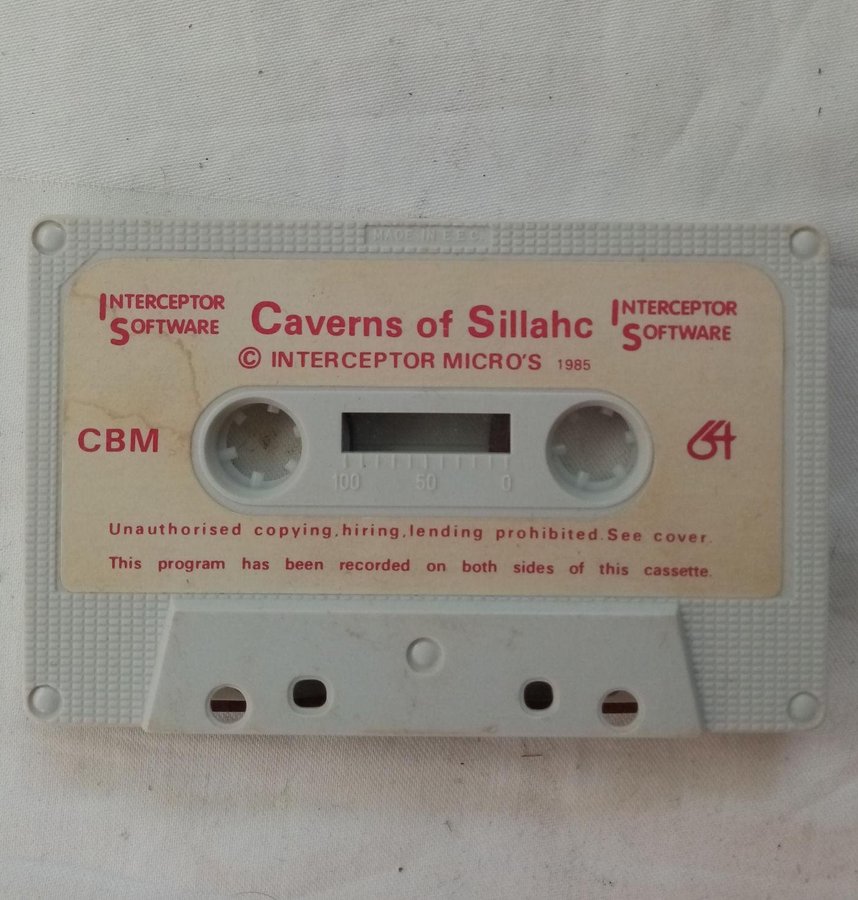 MADE IN E.E.C.
INTERCEPTOR SOFTWARE
Caverns of Sillahc
INTERCEPTOR SOFTWARE
© INTERCEPTOR MICRO'S 1985
CBM
64
100 50 0
Unauthorised copying,hiring,lending prohibited.See cover.
This program has been recorded on both sides of this cassette.